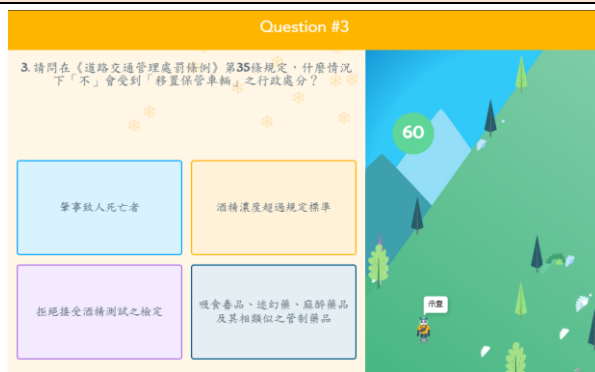 Question #3
3. 請問在《道路交通管理處罰條例》第35條規定，什麼情況
下「不」會受到「移置保管車輛」之行政處分？
60
肇事致人死亡者
酒精濃度超過規定標準
拒絕接受酒精測試之檢定
吸食毒品、迷幻藥、麻醉藥品
及其相類似之管制藥品